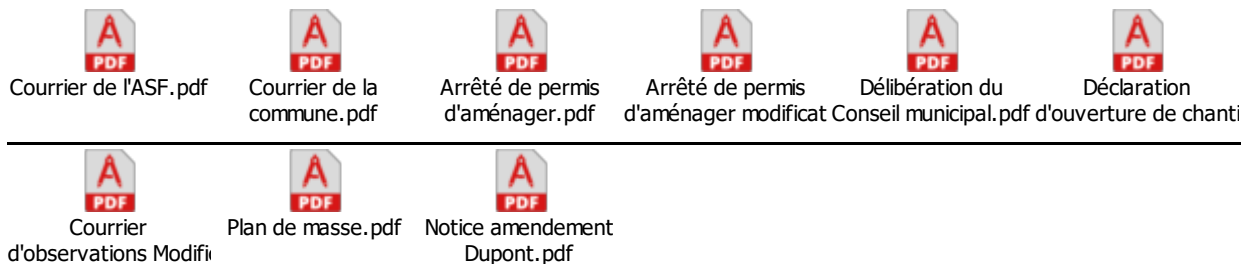 PDF PDF PDF PDF PDF PDF
Courrier de l'ASF.pdf Courrier de la Arrêté de permis Arrêté de permis Délibération du Déclaration
commune.pdf d'aménager.pdf d'aménager modificat Conseil municipal.pdf d'ouverture de chanti
PDF PDF PDF
Courrier Plan de masse.pdf Notice amendement
d'observations Modifi Dupont.pdf